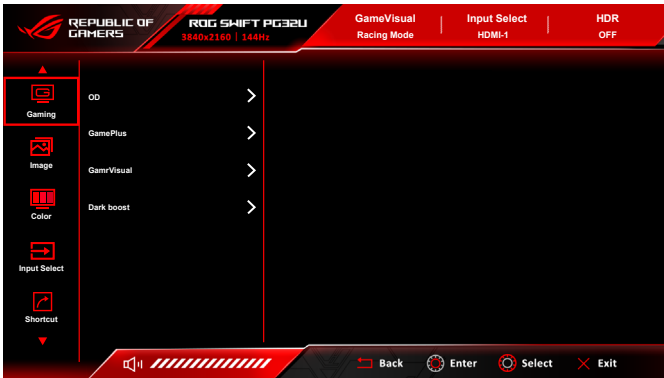 REPUBLIC OF
GAMERS
ROG SWIFT PG32U
3840x2160 | 144Hz
GameVisual
Racing Mode
Input Select
HDMI-1
HDR
OFF
Gaming
Image
Color
Input Select
Shortcut
OD
GamePlus
GamrVisual
Dark boost
Back
Enter
Select
Exit